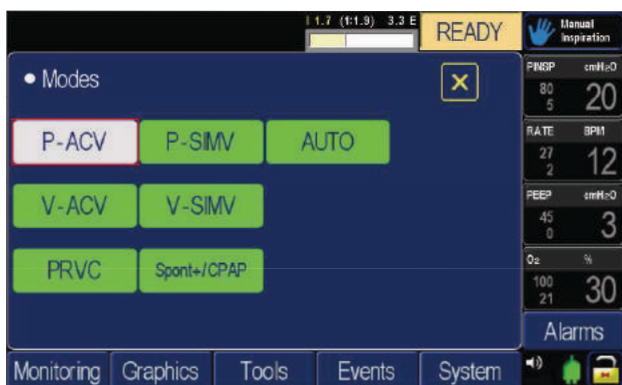 I 1.7 (1:1.9) 3.3 E
READY
Manual
Inspiration
• Modes
X
P-ACV P-SIMV AUTO
V-ACV V-SIMV
PRVC Spont+/CPAP
PINSP cmH₂O
80
5
20
RATE BPM
27
2
12
PEEP cmH₂O
45
0
3
O₂ %
100
21
30
Alarms
Monitoring Graphics Tools Events System